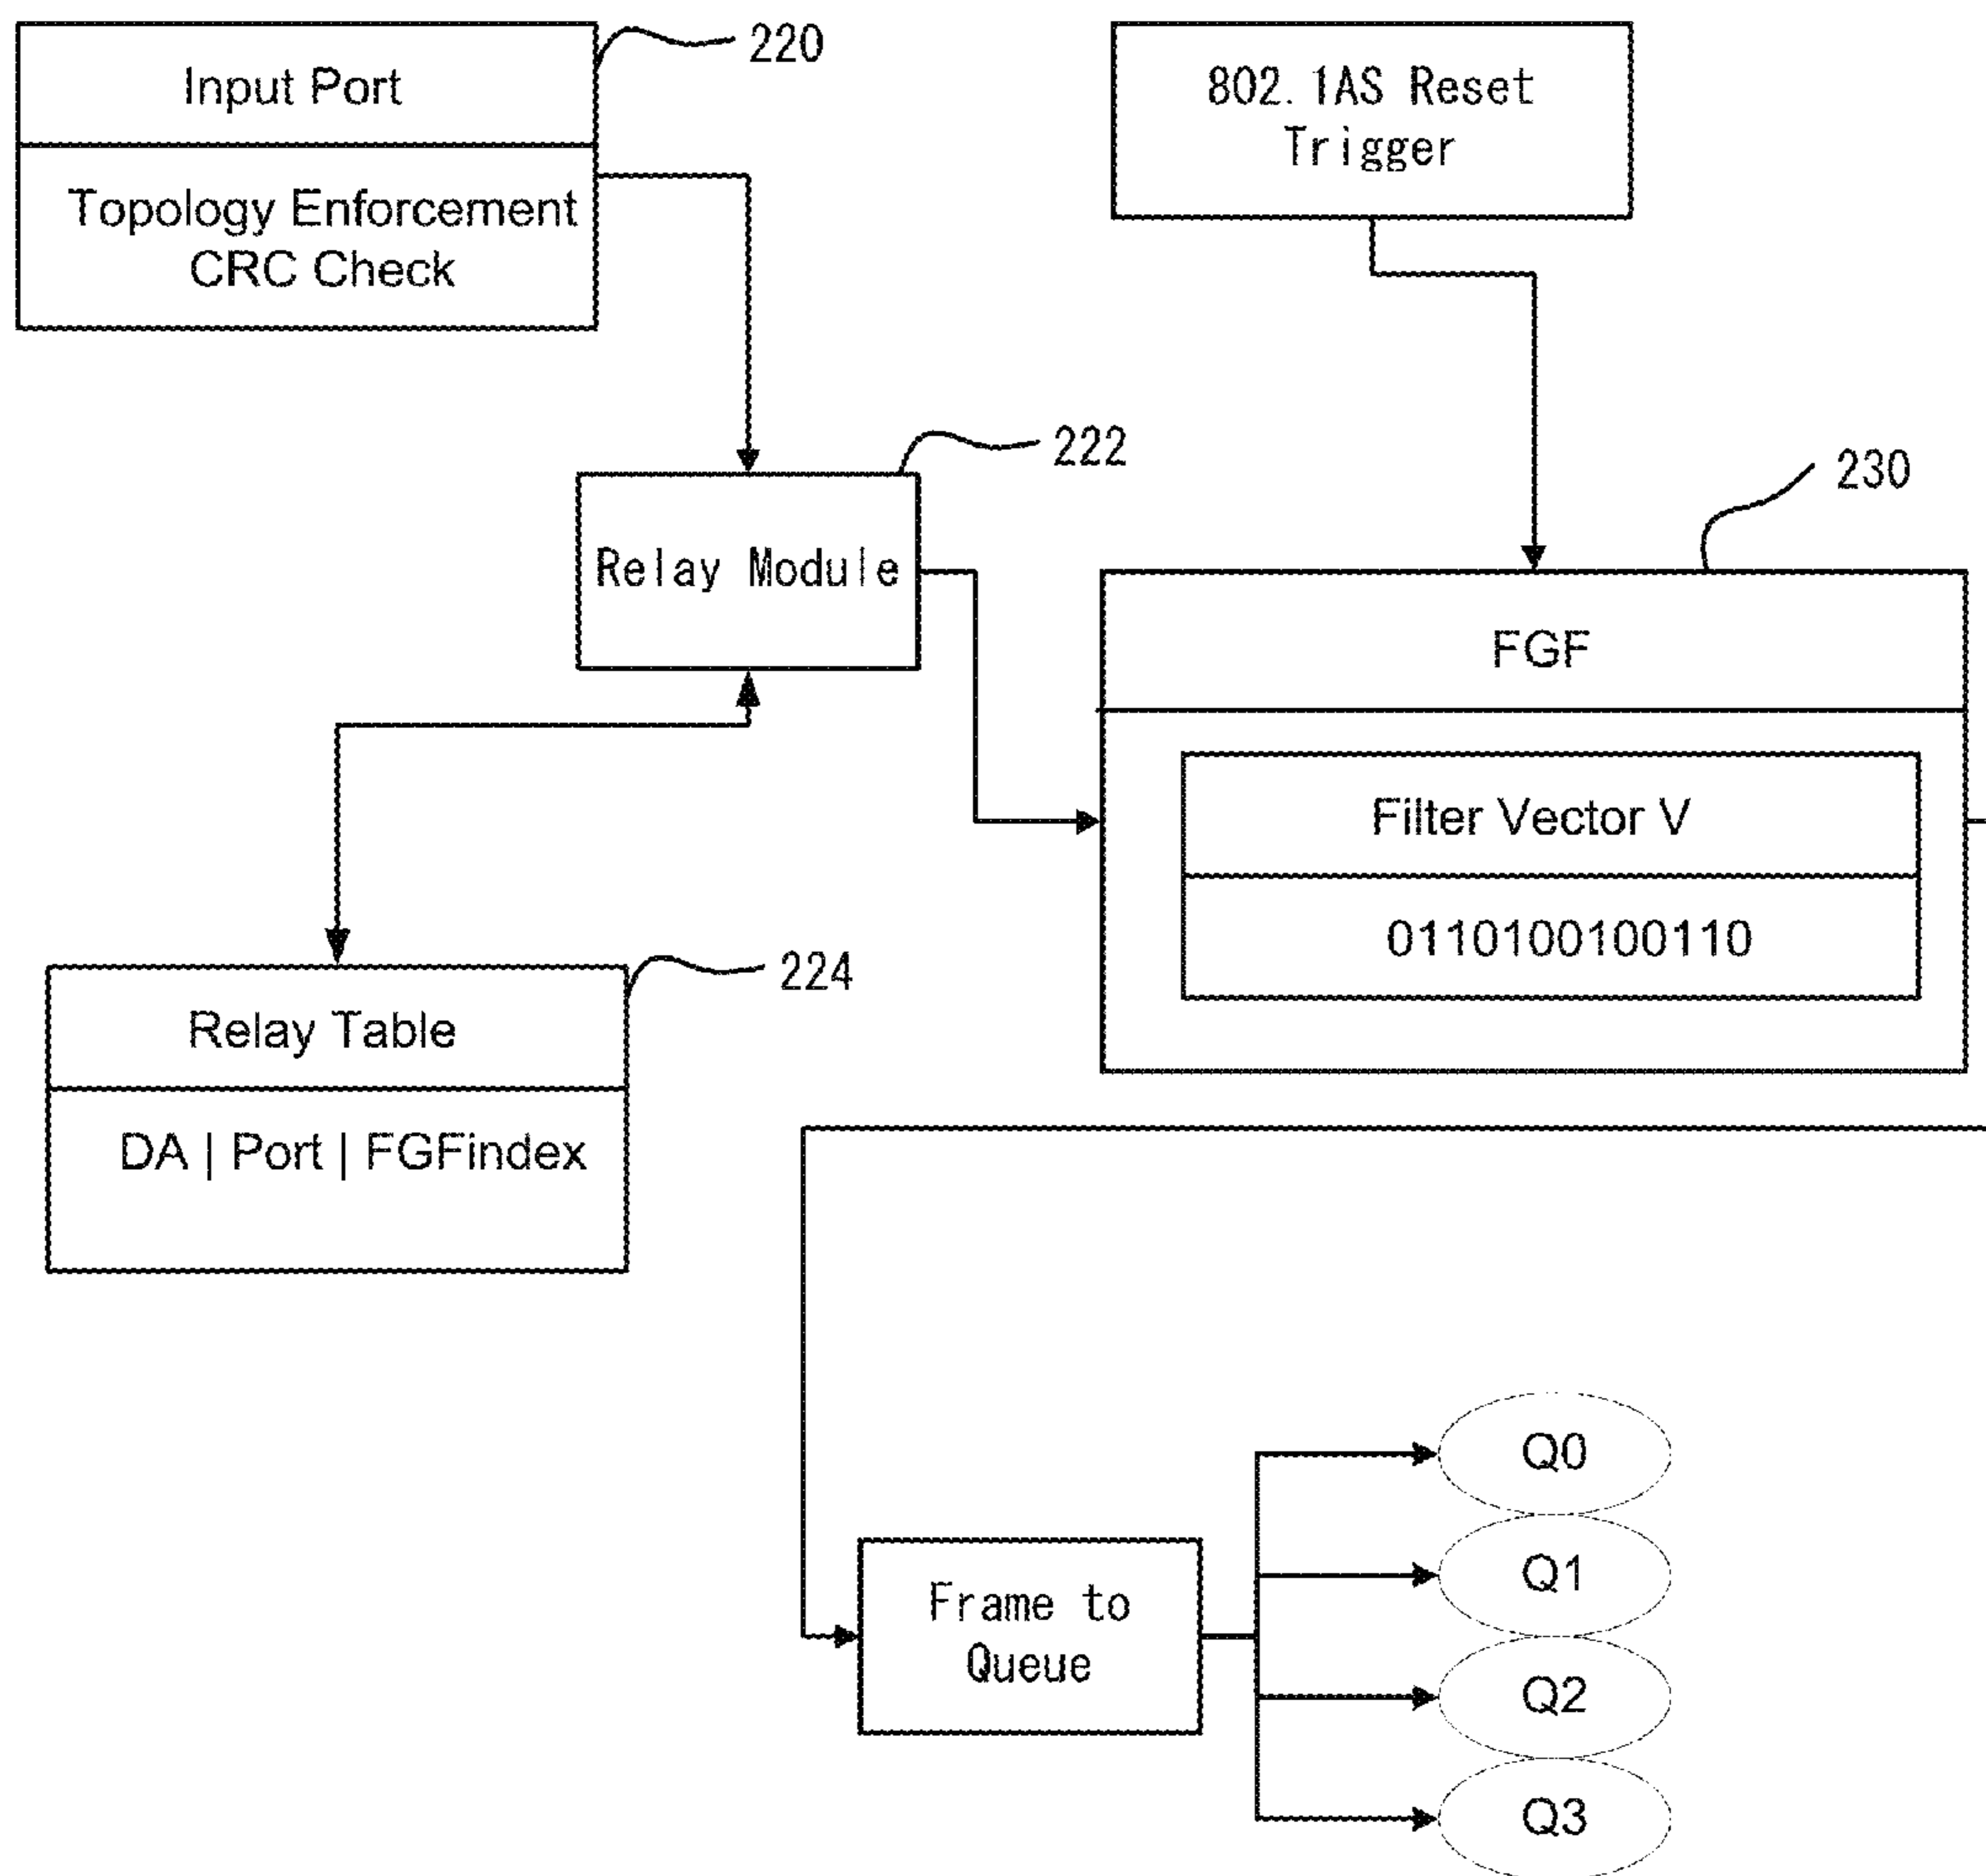 Input Port
220
Topology Enforcement
CRC Check
802.1AS Reset
Trigger
222
Relay Module
230
FGF
Filter Vector V
0110100100110
224
Relay Table
DA | Port | FGFindex
Frame to
Queue
Q0
Q1
Q2
Q3